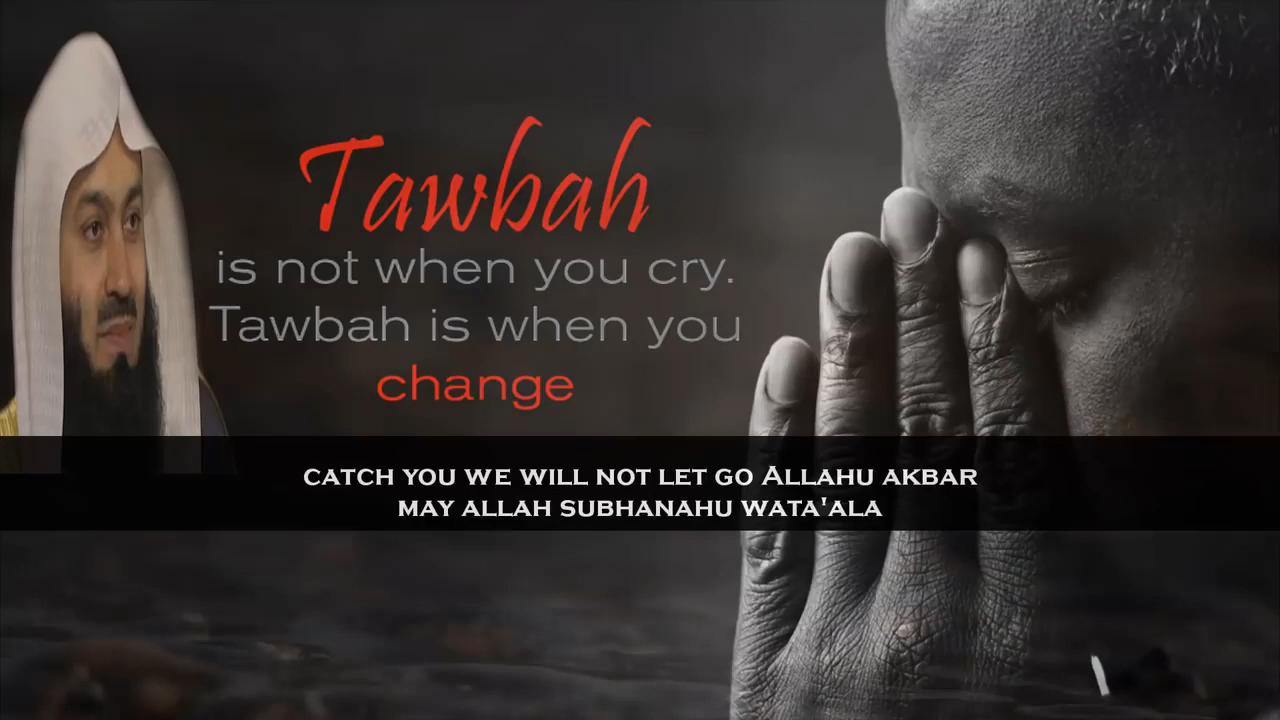 Tawbah
is not when you cry.
Tawbah is when you
change
CATCH YOU WE WILL NOT LET GO ALLAHU AKBAR
MAY ALLAH SUBHANAHU WATA'ALA